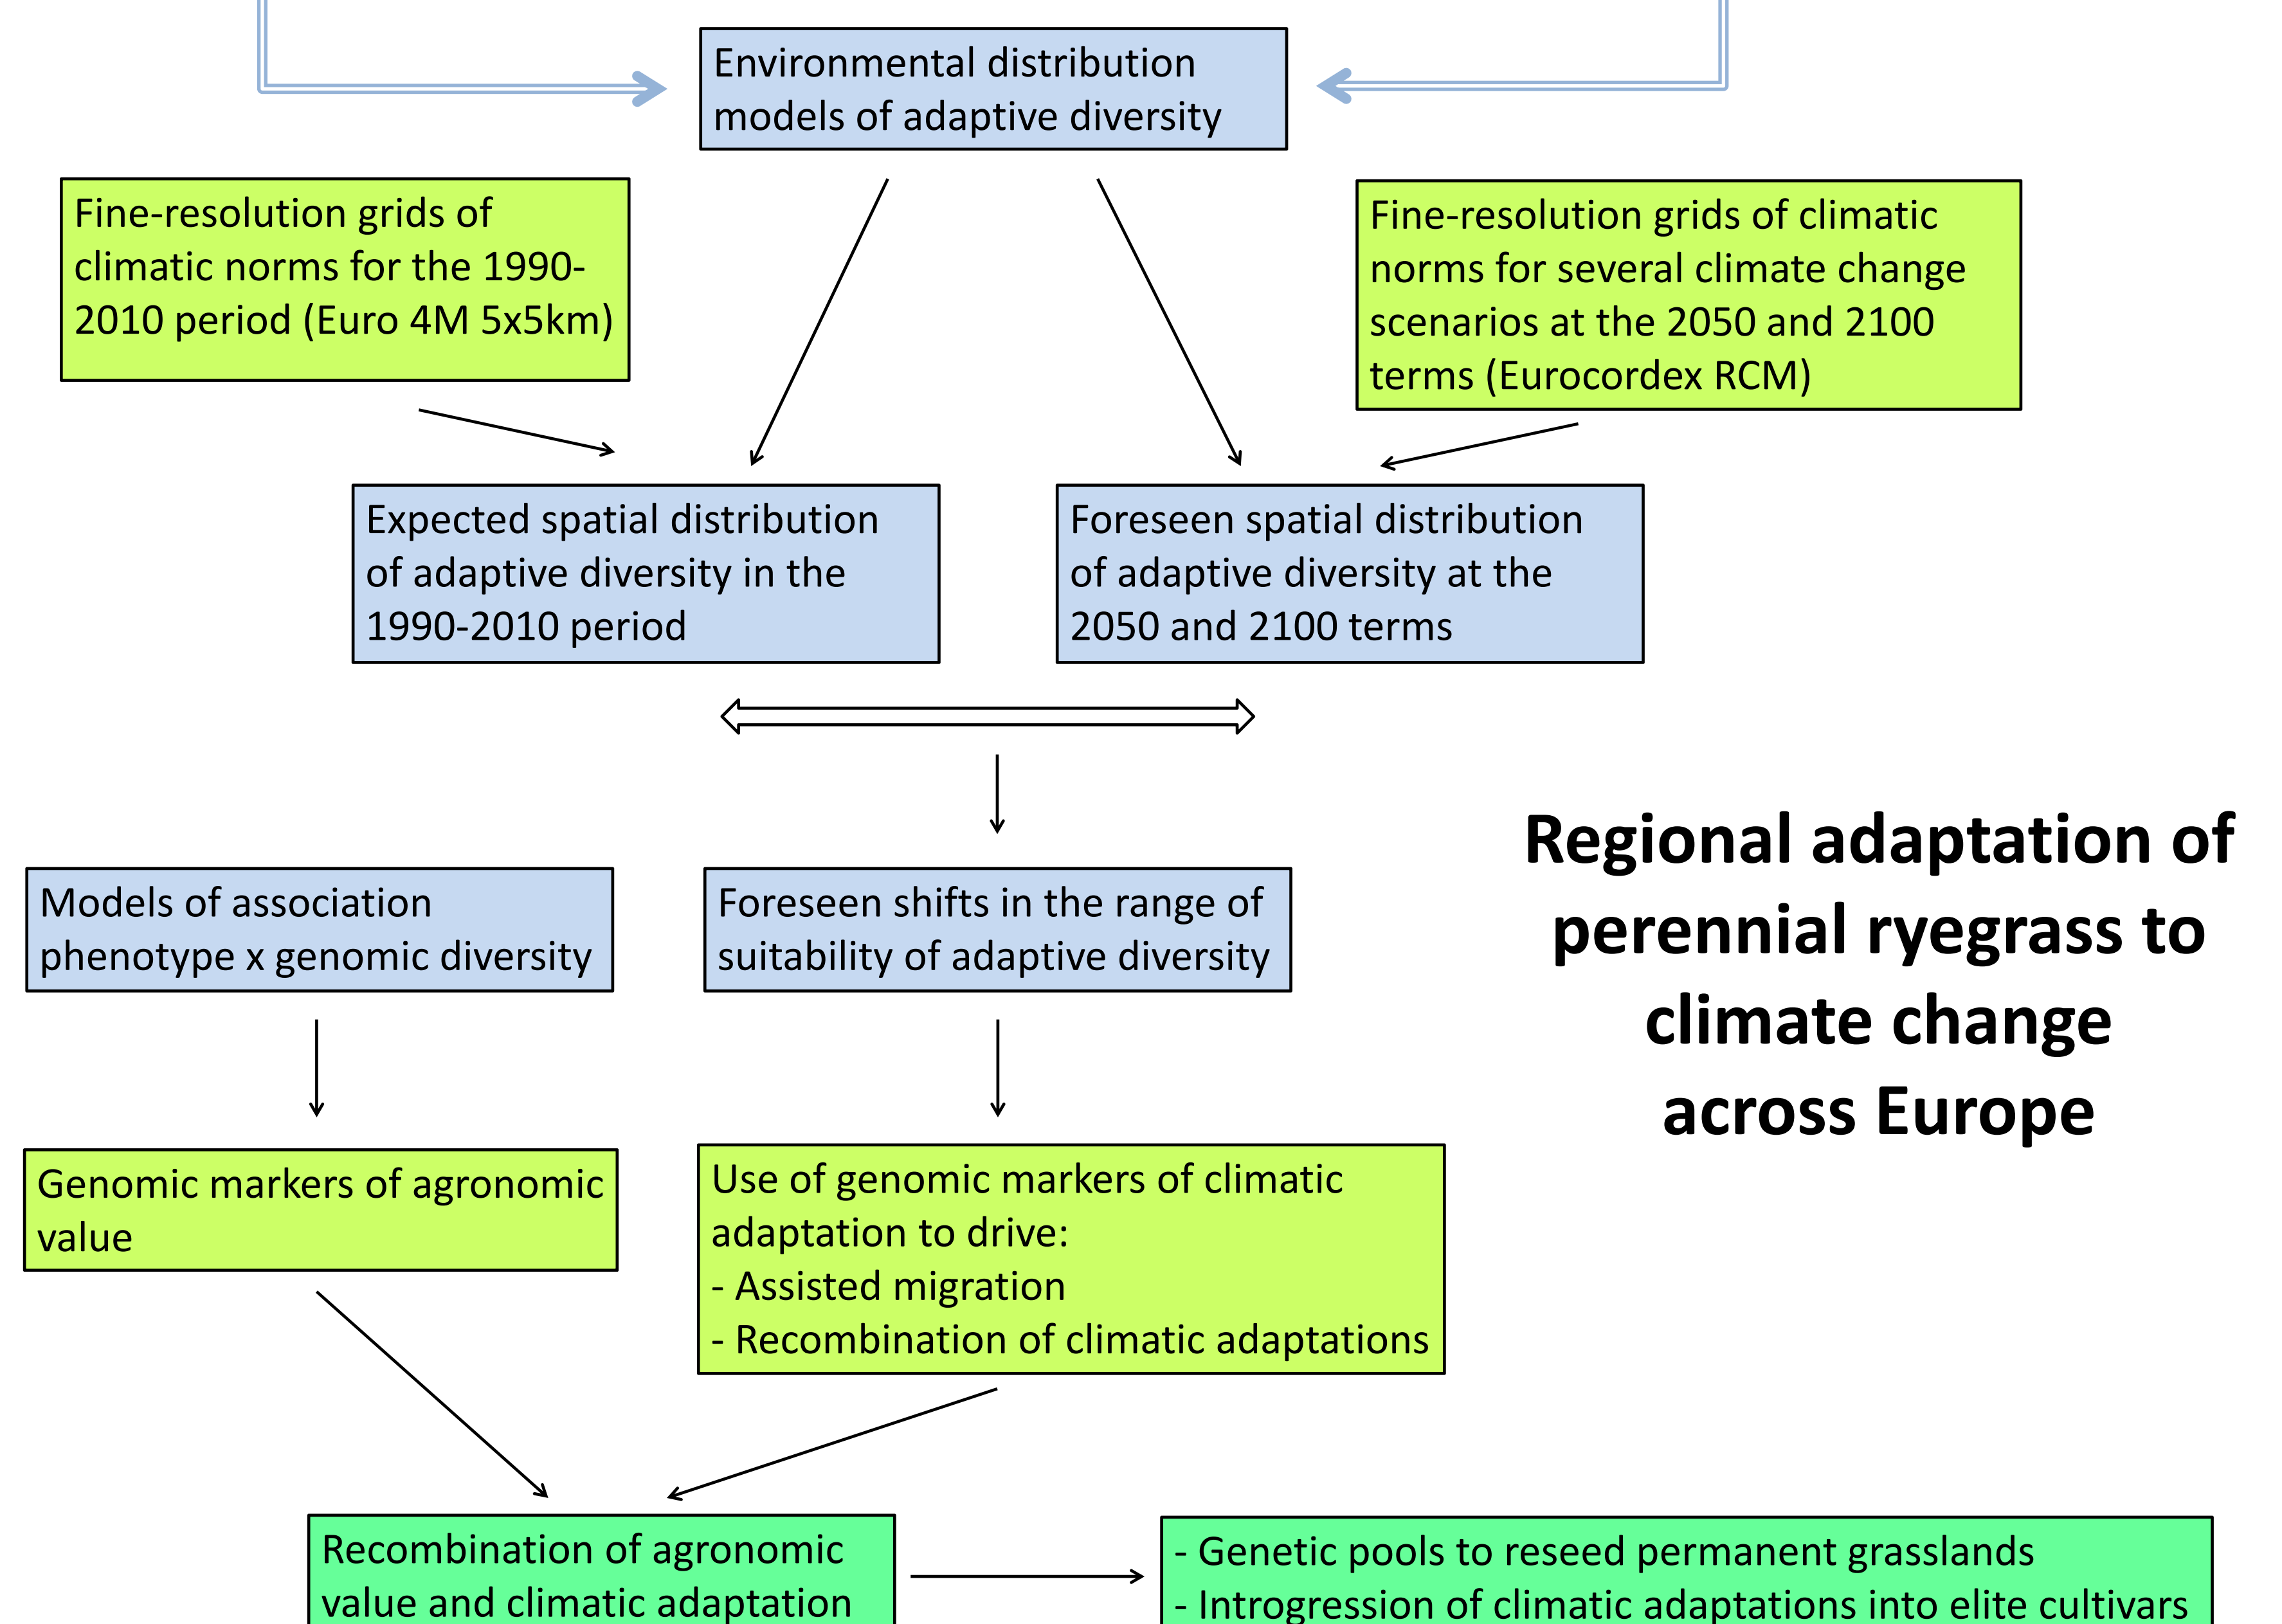 Environmental distribution
models of adaptive diversity
Fine-resolution grids of
climatic norms for the 1990-
2010 period (Euro 4M 5x5km)
Fine-resolution grids of climatic
norms for several climate change
scenarios at the 2050 and 2100
terms (Eurocordex RCM)
Expected spatial distribution
of adaptive diversity in the
1990-2010 period
Foreseen spatial distribution
of adaptive diversity at the
2050 and 2100 terms
Models of association
phenotype x genomic diversity
Foreseen shifts in the range of
suitability of adaptive diversity
Regional adaptation of
perennial ryegrass to
climate change
across Europe
Genomic markers of agronomic
value
Use of genomic markers of climatic
adaptation to drive:
- Assisted migration
- Recombination of climatic adaptations
Recombination of agronomic
value and climatic adaptation
- Genetic pools to reseed permanent grasslands
- Introgression of climatic adaptations into elite cultivars